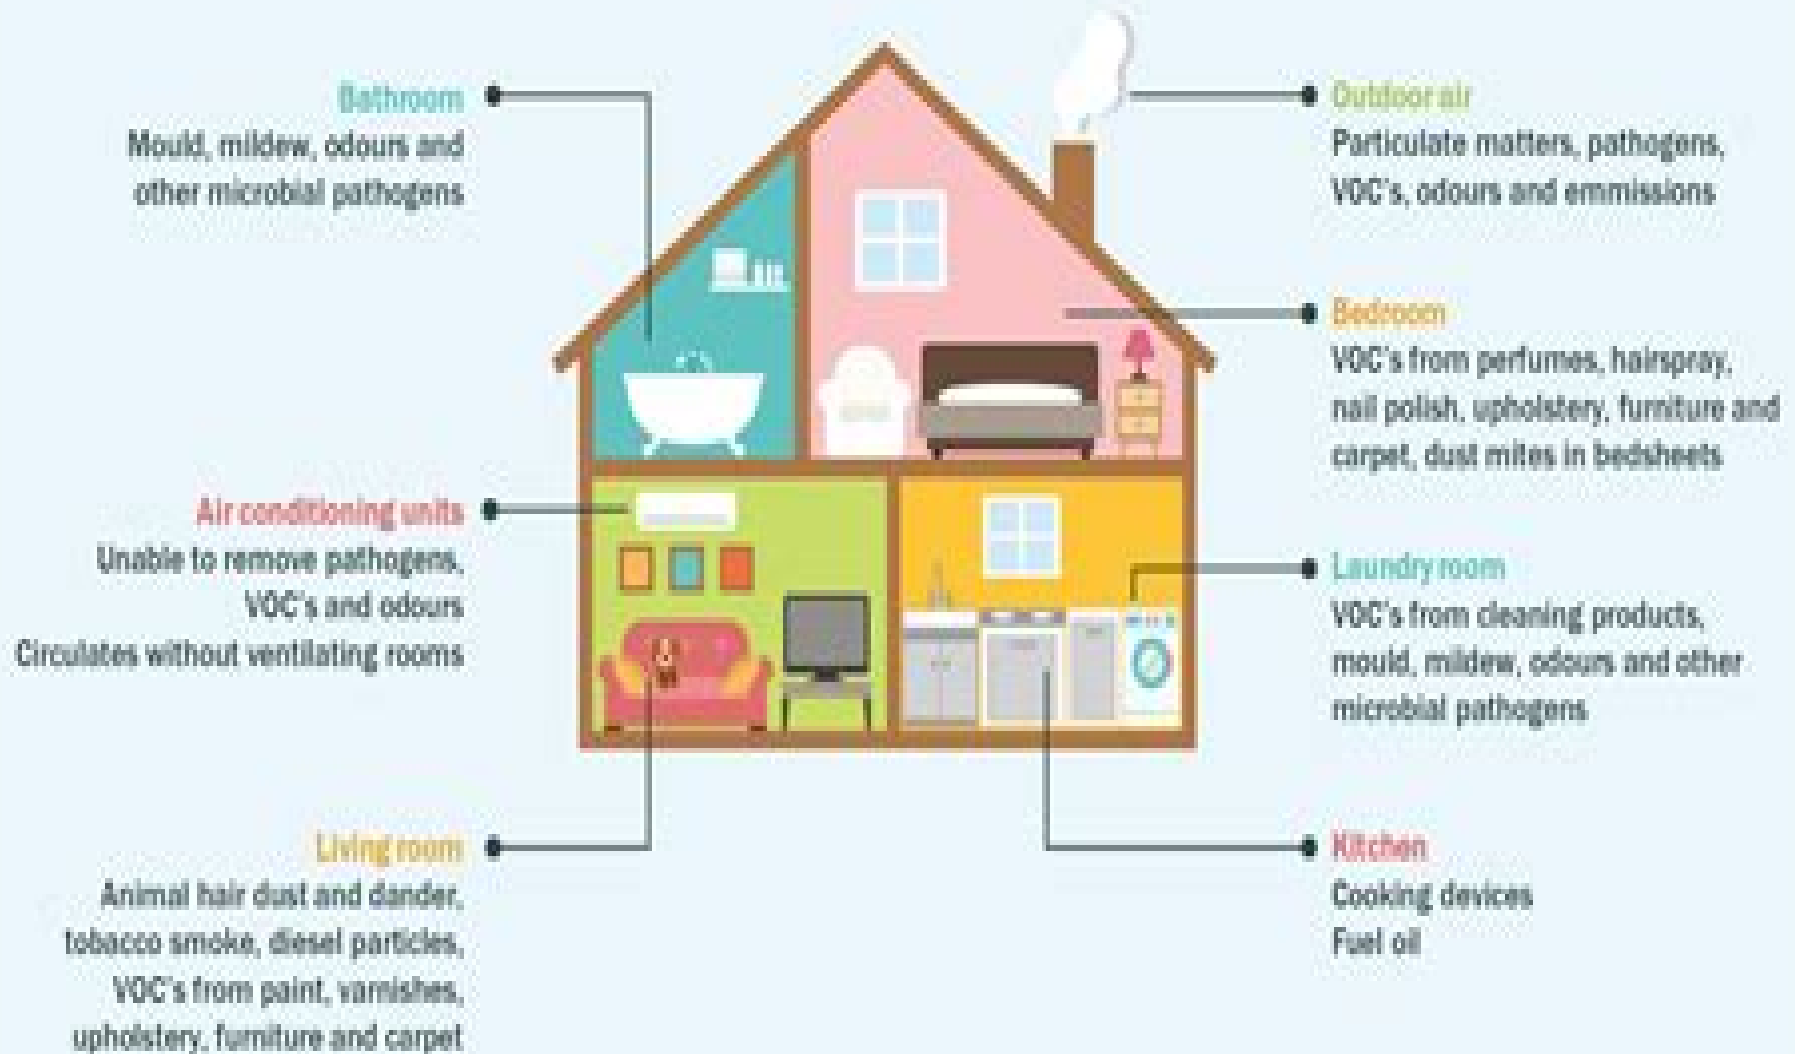 Bathroom
Mould, mildew, odours and
other microbial pathogens
Air conditioning units
Unable to remove pathogens,
VOC's and odours
Circulates without ventilating rooms
Living room
Animal hair dust and dander,
tobacco smoke, diesel particles,
VOC's from paint, varnishes,
upholstery, furniture and carpet
Outdoor air
Particulate matters, pathogens,
VOC's, odours and emmissions
Bedroom
VOC's from perfumes, hairspray,
nail polish, upholstery, furniture and
carpet, dust mites in bedsheets
Laundry room
VOC's from cleaning products,
mould, mildew, odours and other
microbial pathogens
Kitchen
Cooking devices
Fuel oil